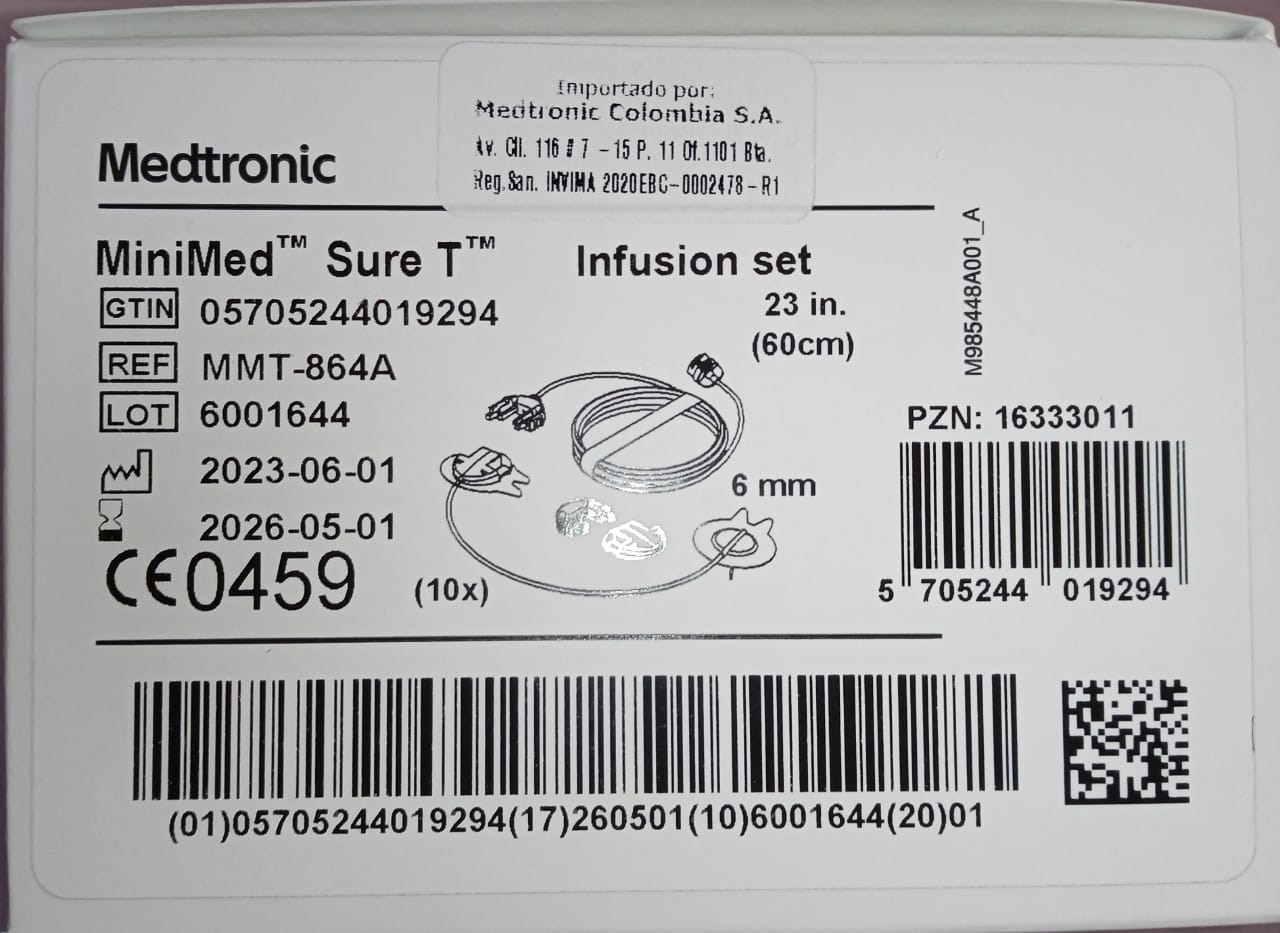 Importado por:
Medtronic Colombia S.A.
Av. Cll. 116 # 7 - 15 P. 11 Of. 1101 Bta.
Reg. San. INVIMA 2020EBC-0002478-R1
Medtronic
MiniMed™ Sure T™ Infusion set
23 in.
(60cm)
GTIN 05705244019294
REF MMT-864A
LOT 6001644
2023-06-01
6 mm
2026-05-01
CE0459
(10x)
M985448A001_A
PZN: 16333011
5 705244 019294
(01)05705244019294(17)260501(10)6001644(20)01